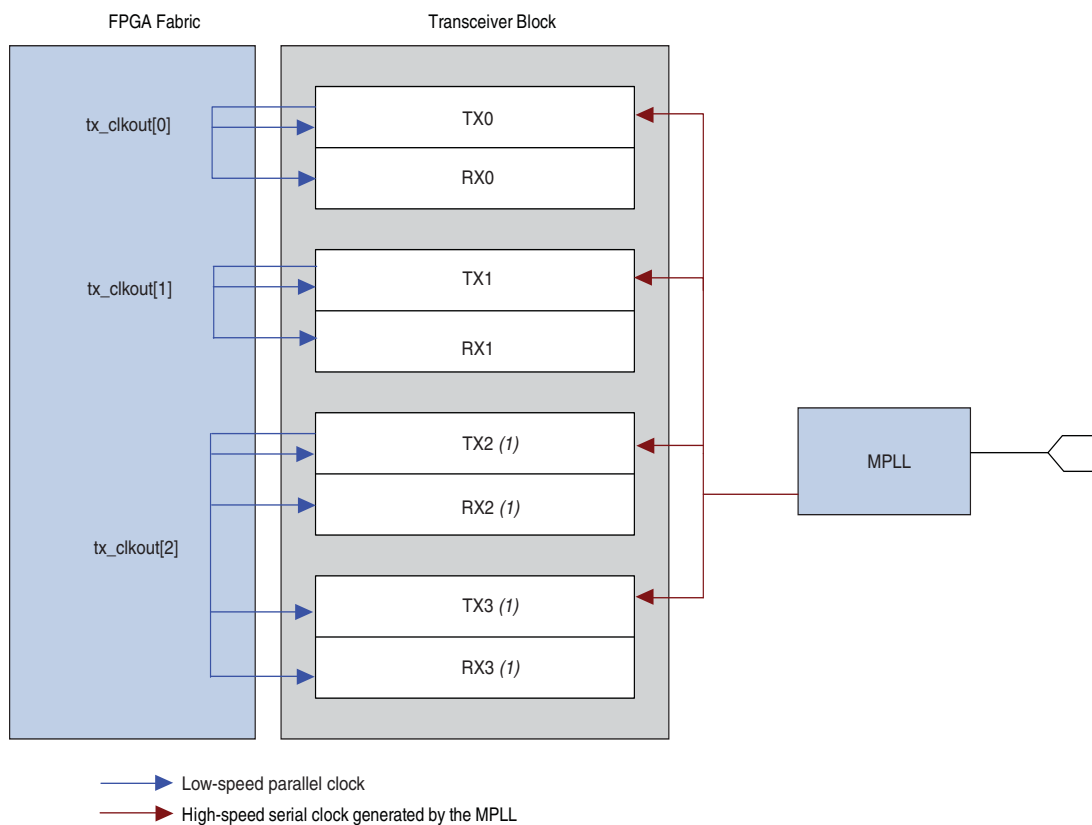 FPGA Fabric
Transceiver Block
tx_clkout[0]
TX0
RX0
tx_clkout[1]
TX1
RX1
TX2 (1)
RX2 (1)
MPLL
tx_clkout[2]
TX3 (1)
RX3 (1)
Low-speed parallel clock
High-speed serial clock generated by the MPLL